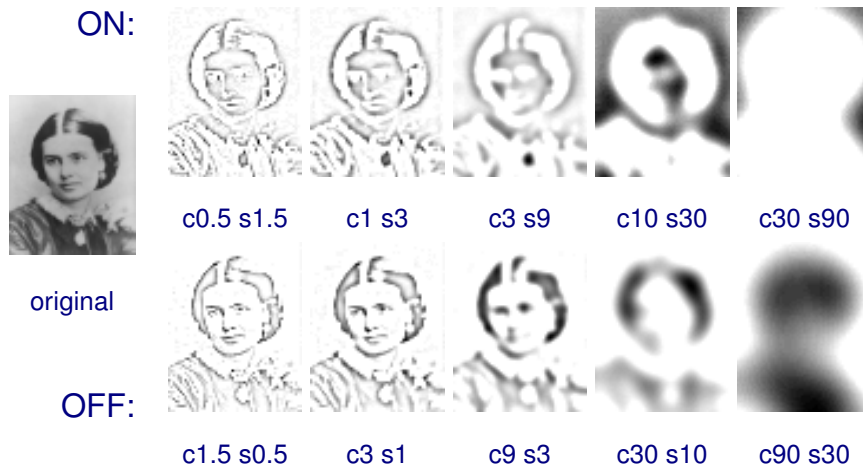 ON:
c0.5 s1.5 c1 s3 c3 s9 c10 s30 c30 s90
original
OFF:
c1.5 s0.5 c3 s1 c9 s3 c30 s10 c90 s30